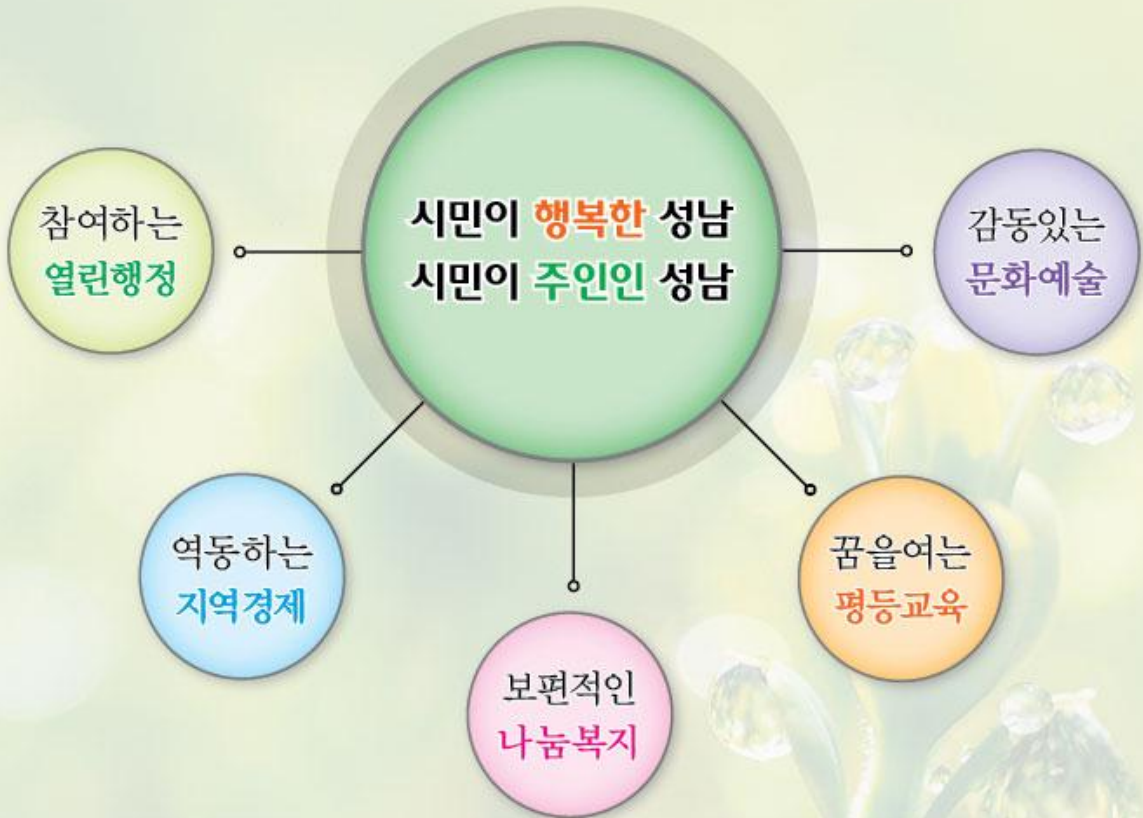 시민이 행복한 성남
시민이 주인인 성남
참여하는
열린행정
역동하는
지역경제
보편적인
나눔복지
꿈을여는
평등교육
감동있는
문화예술